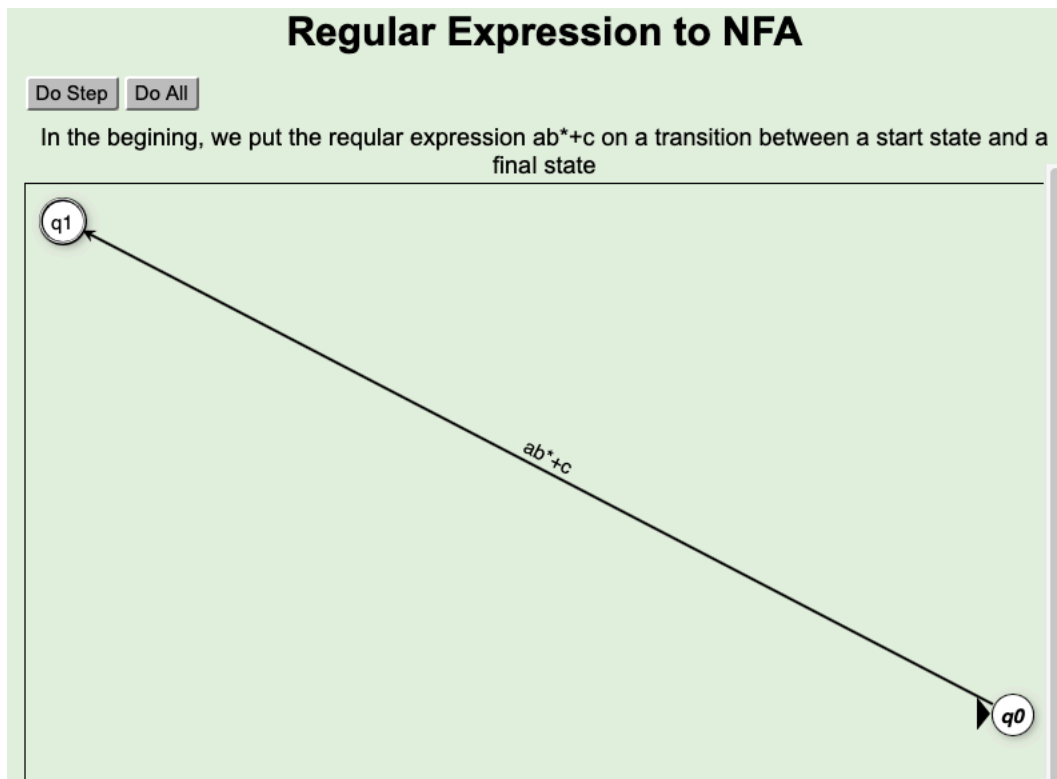 Regular Expression to NFA
Do Step Do All
In the begining, we put the reqular expression ab*+c on a transition between a start state and a
final state
q1
ab*+c
q0